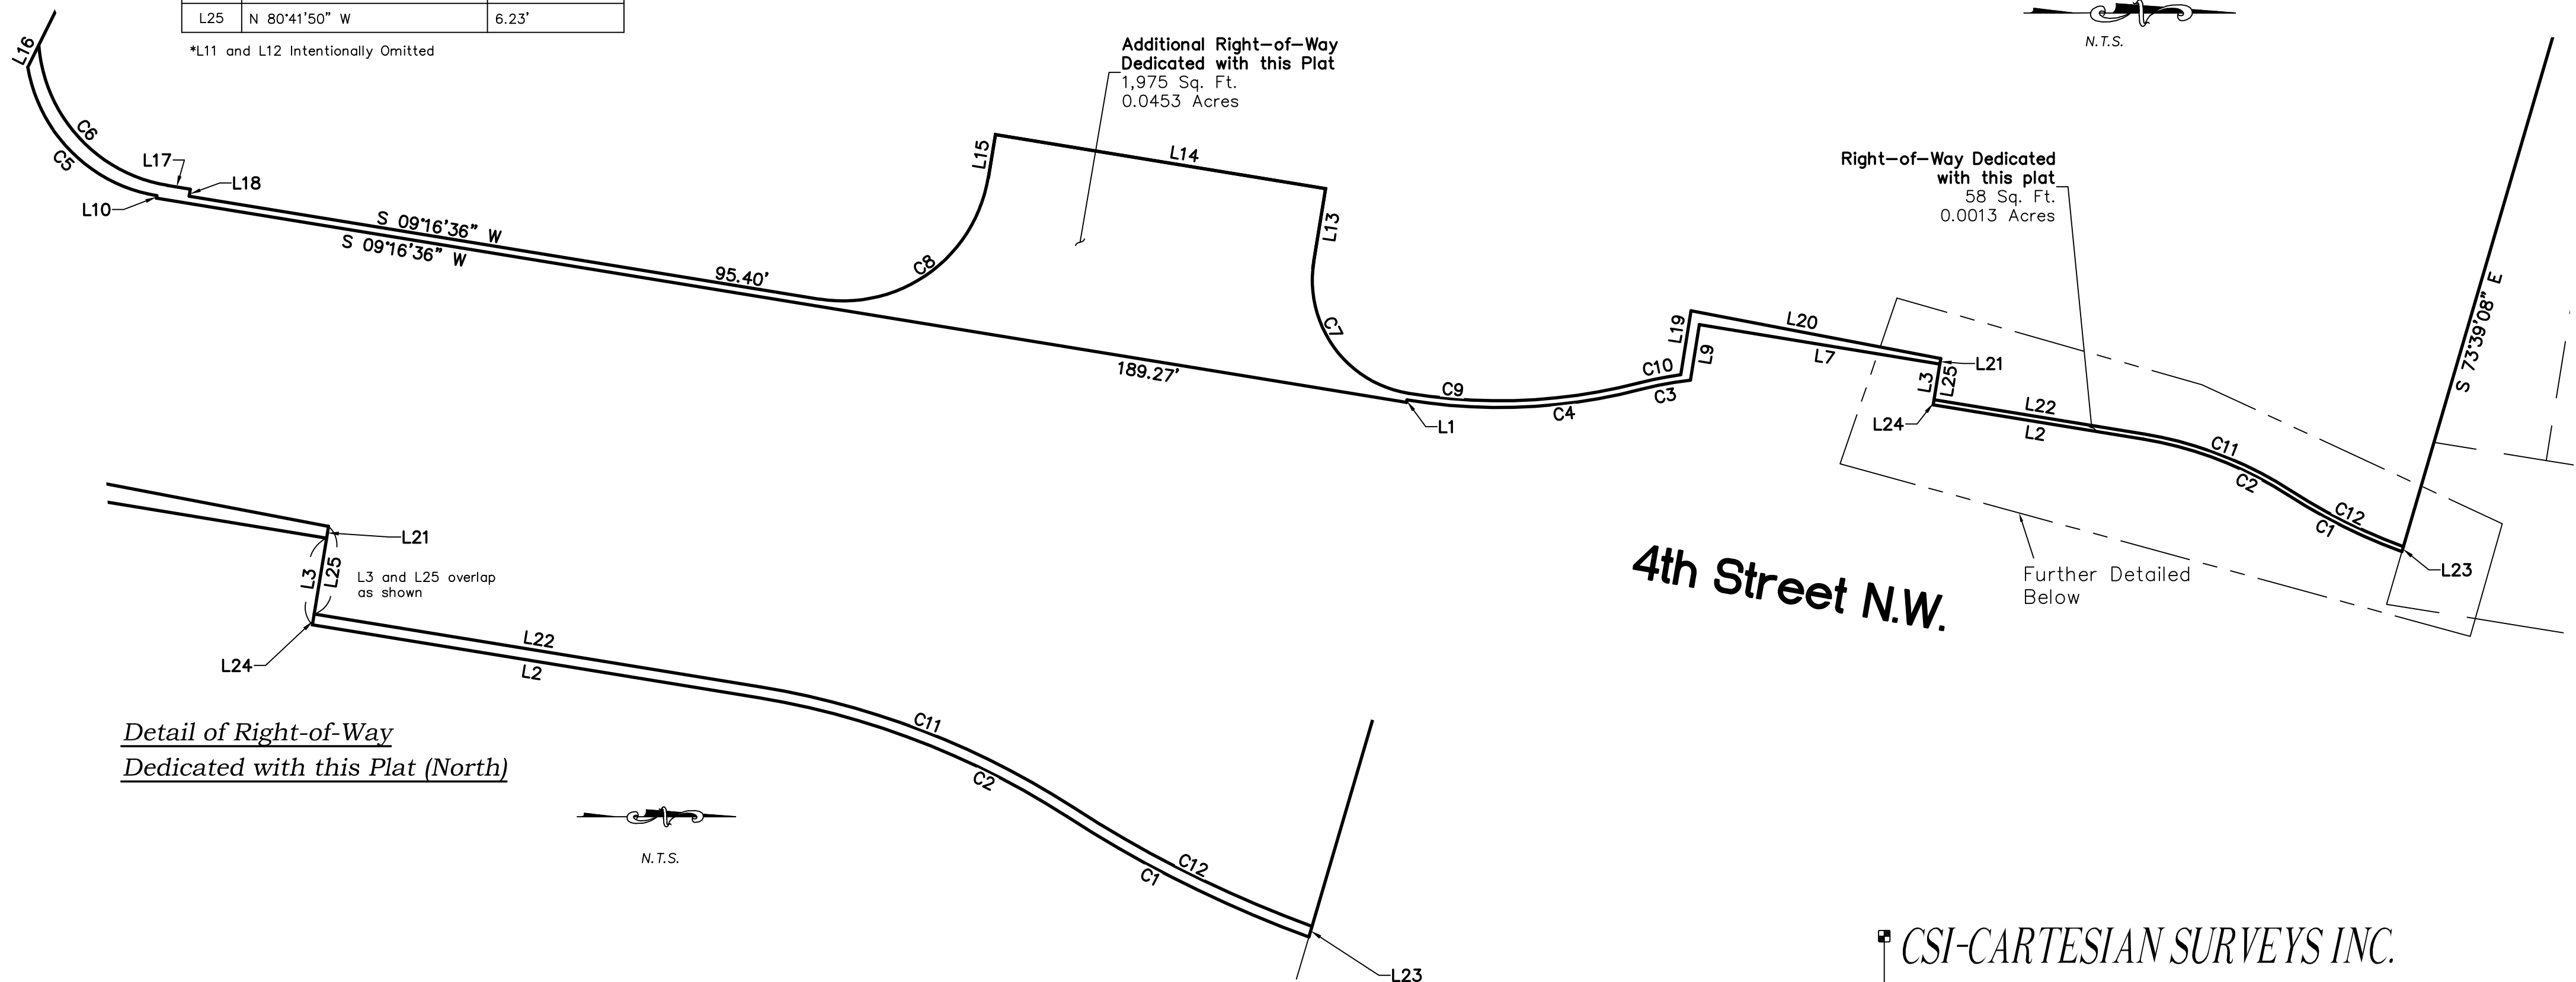 L25 N 80°41'50" W 6.23'
*L11 and L12 Intentionally Omitted
N.T.S.
Additional Right-of-Way
Dedicated with this Plat
1,975 Sq. Ft.
0.0453 Acres
Right-of-Way Dedicated
with this plat
58 Sq. Ft.
0.0013 Acres
L16
C6
C5
L17
L18
L10
S 09°16'36" W
S 09°16'36" W
95.40'
189.27'
C8
L15
L14
L13
C7
C9
C4
L1
C10
C3
L19
L9
L20
L7
L21
L3
L25
L24
L22
L2
C11
C2
C12
C1
L23
S 73°39'08" E
Further Detailed
Below
4th Street N.W.
L21
L3
L25
L3 and L25 overlap
as shown
L24
L22
L2
C11
C2
C12
C1
L23
Detail of Right-of-Way
Dedicated with this Plat (North)
N.T.S.
CSI-CARTESIAN SURVEYS INC.